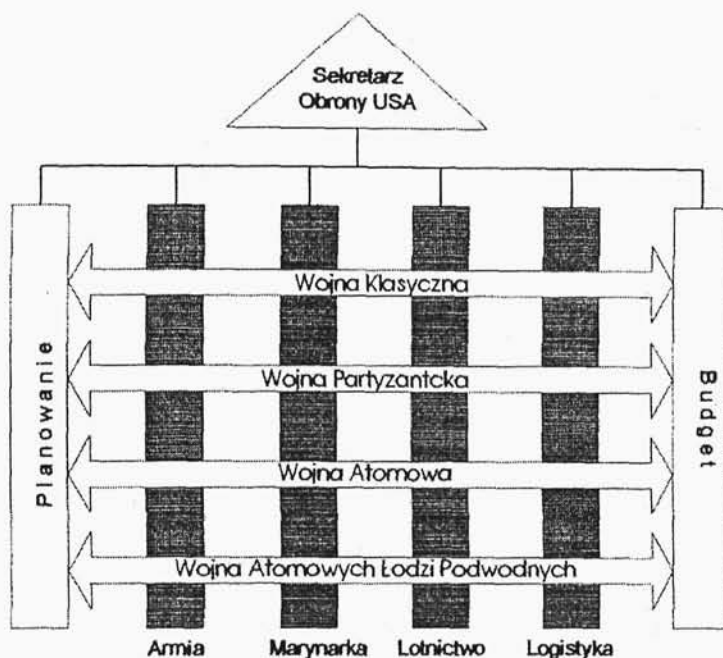 Sekretarz
Obrony USA
Wojna Klasyczna
Wojna Partyzantcka
Wojna Atomowa
Wojna Atomowych Łodzi Podwodnych
Planowanie
Budget
Armia Marynarka Lotnictwo Logistyka